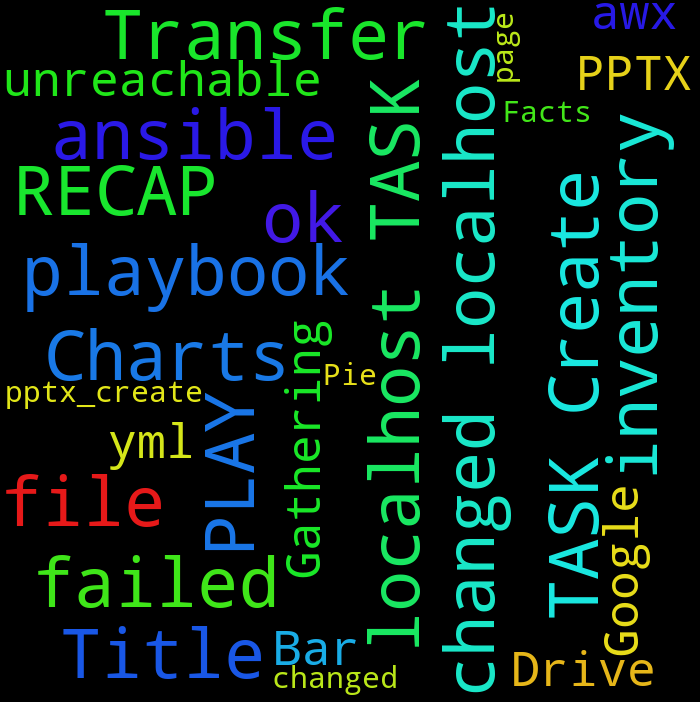 Transfer
unreachable
ansible
RECAP
ok
playbook
Charts
pptx_create
Pie
yml
PLAY
Gathering
file
failed
Title
Bar
changed
localhost TASK
changed localhost
page
awx
PPTX
Facts
TASK Create
inventory
Google
Drive